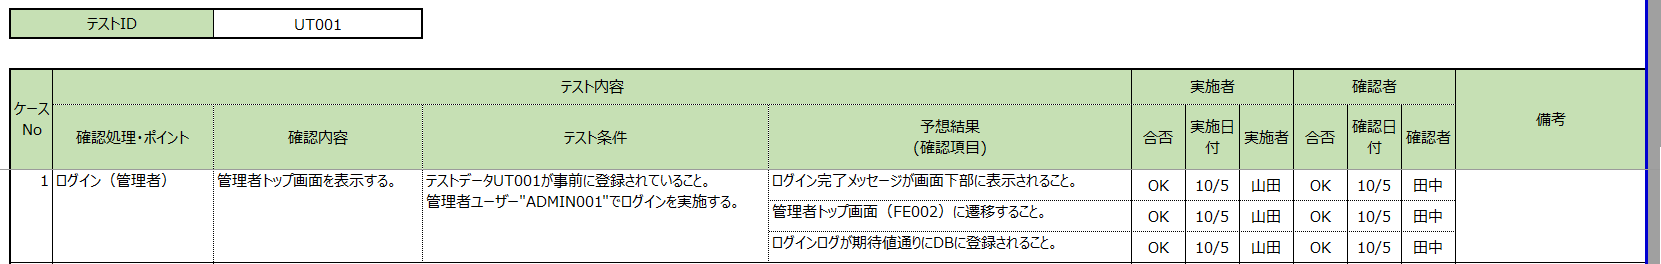 テストID UT001
テスト内容 実施者 確認者
ケース
No
確認処理・ポイント 確認内容 テスト条件 予想結果
(確認項目)
合否 実施日
付
実施者 合否 確認日
付
確認者 備考
1 ログイン（管理者） 管理者トップ画面を表示する。 テストデータUT001が事前に登録されていること。
管理者ユーザー"ADMIN001"でログインを実施する。
ログイン完了メッセージが画面下部に表示されること。 OK 10/5 山田 OK 10/5 田中
管理者トップ画面（FE002）に遷移すること。 OK 10/5 山田 OK 10/5 田中
ログインログが期待値通りにDBに登録されること。 OK 10/5 山田 OK 10/5 田中